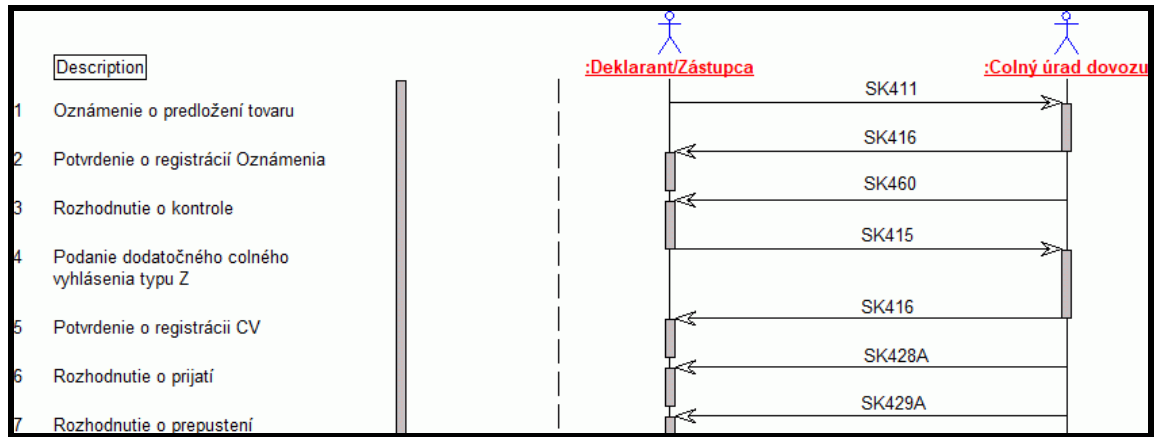 Description
:Deklarant/Zástupca
:Colný úrad dovozu
SK411
1 Oznámenie o predložení tovaru
SK416
2 Potvrdenie o registrácií Oznámenia
SK460
3 Rozhodnutie o kontrole
SK415
4 Podanie dodatočného colného
vyhlásenia typu Z
SK416
5 Potvrdenie o registrácii CV
SK428A
6 Rozhodnutie o prijatí
SK429A
7 Rozhodnutie o prepustení